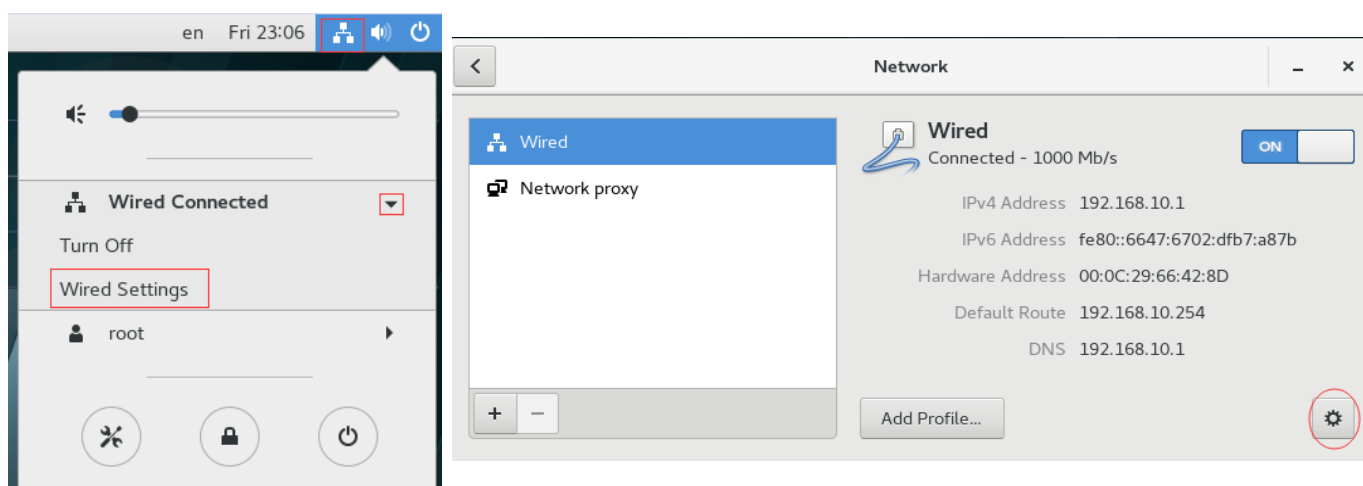 en Fri 23:06
Wired Connected
Turn Off
Wired Settings
root
Network
Wired
Network proxy
Wired
Connected - 1000 Mb/s
ON
IPv4 Address 192.168.10.1
IPv6 Address fe80::6647:6702:dfb7:a87b
Hardware Address 00:0C:29:66:42:8D
Default Route 192.168.10.254
DNS 192.168.10.1
Add Profile...